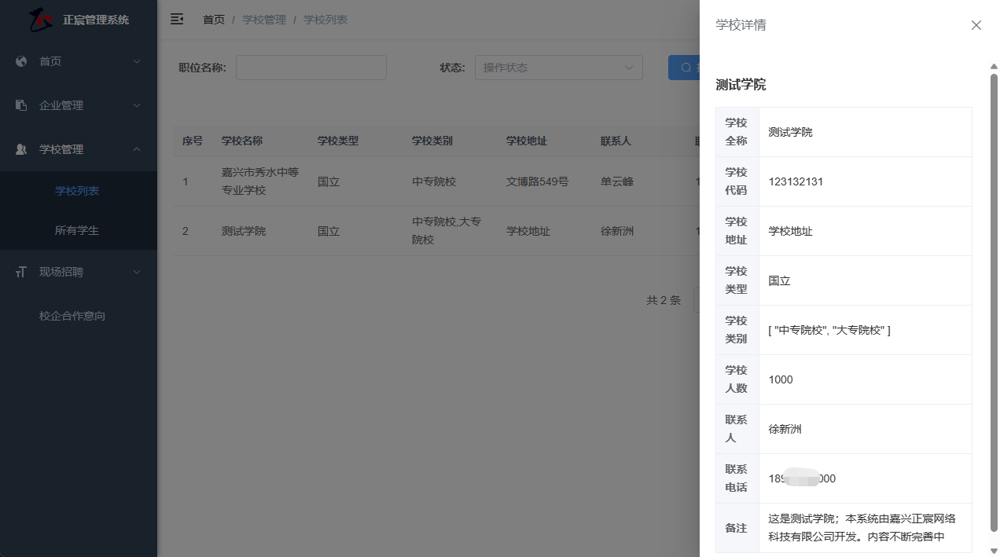 正宸管理系统
首页
企业管理
学校管理
学校列表
所有学生
现场招聘
校企合作意向
首页 / 学校管理 / 学校列表
职位名称:
状态: 操作状态
序号 学校名称 学校类型 学校类别 学校地址 联系人
1 嘉兴市秀水中等专业学校 国立 中专院校 文博路549号 单云峰 1
2 测试学院 国立 中专院校,大专院校 学校地址 徐新洲 1
共 2 条
学校详情
测试学院
学校全称 测试学院
学校代码 123132131
学校地址 学校地址
学校类型 国立
学校类别 [ "中专院校", "大专院校" ]
学校人数 1000
联系人 徐新洲
联系电话 189 000
备注 这是测试学院；本系统由嘉兴正宸网络
科技有限公司开发。内容不断完善中